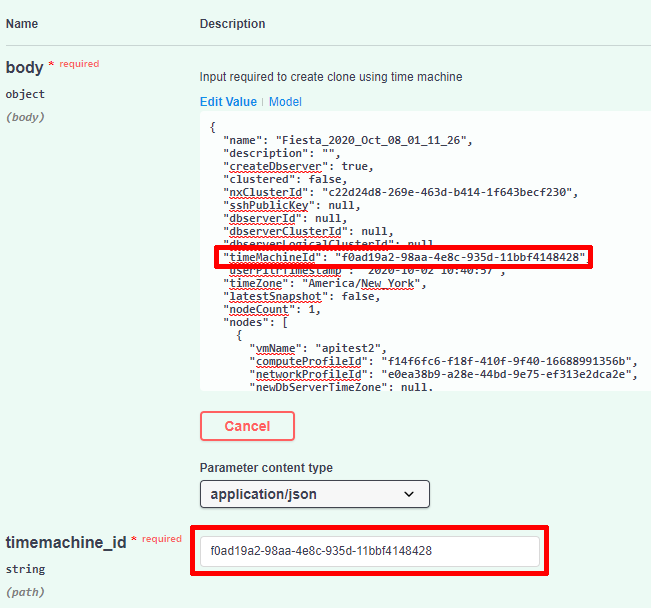 Name Description
body * required
object
(body)
Input required to create clone using time machine
Edit Value | Model
{
"name": "Fiesta_2020_Oct_08_01_11_26",
"description": "",
"createDbserver": true,
"clustered": false,
"nxClusterId": "c22d24d8-269e-463d-b414-1f643becf230",
"sshPublicKey": null,
"dbserverId": null,
"dbserverClusterId": null,
"dbserverLogicalClusterId": null,
"timeMachineId": "f0ad19a2-98aa-4e8c-935d-11bbf4148428",
"userPitrTimestamp": "2020-10-02 10:40:57",
"timeZone": "America/New_York",
"latestSnapshot": false,
"nodeCount": 1,
"nodes": [
{
"vmName": "apitest2",
"computeProfileId": "f14f6fc6-f18f-410f-9f40-16688991356b",
"networkProfileId": "e0ea38b9-a28e-44bd-9e75-ef313e2dca2e",
"newDbServerTimeZone": null,
Cancel
Parameter content type
application/json
timemachine_id * required
f0ad19a2-98aa-4e8c-935d-11bbf4148428
string
(path)